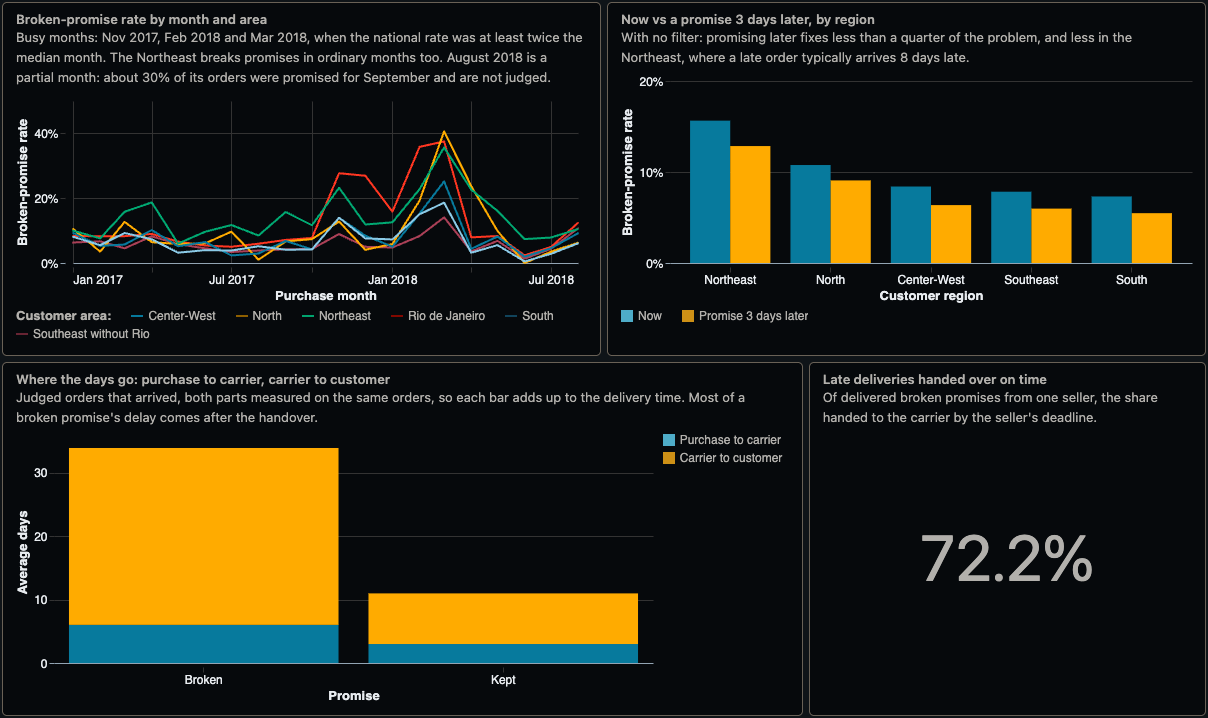 Broken-promise rate by month and area
Busy months: Nov 2017, Feb 2018 and Mar 2018, when the national rate was at least twice the
median month. The Northeast breaks promises in ordinary months too. August 2018 is a
partial month: about 30% of its orders were promised for September and are not judged.
Broken-promise rate
40%
20%
0%
Jan 2017
Jul 2017
Jan 2018
Jul 2018
Purchase month
Customer area:
Center-West
North
Northeast
Rio de Janeiro
South
Southeast without Rio
Now vs a promise 3 days later, by region
With no filter: promising later fixes less than a quarter of the problem, and less in the
Northeast, where a late order typically arrives 8 days late.
Broken-promise rate
20%
10%
0%
Northeast
North
Center-West
Southeast
South
Customer region
Now
Promise 3 days later
Where the days go: purchase to carrier, carrier to customer
Judged orders that arrived, both parts measured on the same orders, so each bar adds up to the delivery time. Most of a
broken promise's delay comes after the handover.
Purchase to carrier
Carrier to customer
Average days
30
20
10
0
Broken
Kept
Promise
Late deliveries handed over on time
Of delivered broken promises from one seller, the share
handed to the carrier by the seller's deadline.
72.2%